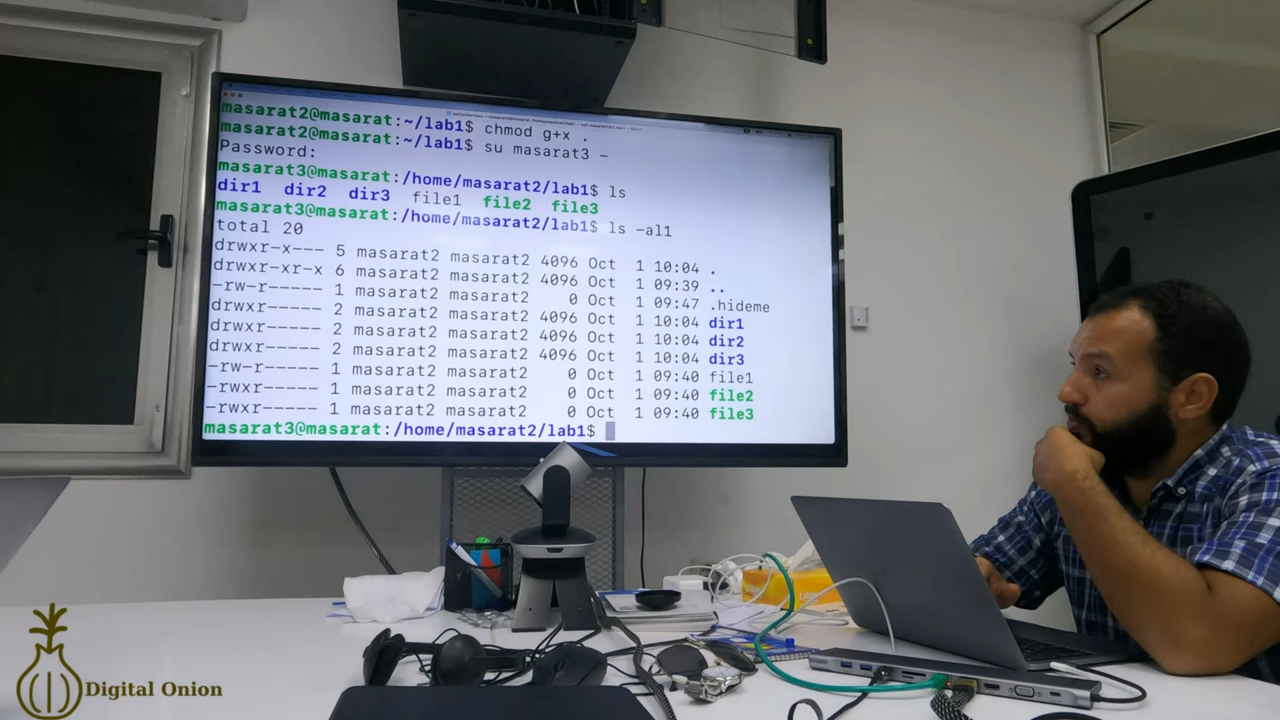 masarat2@masarat:~/lab1$ chmod g+x .
masarat2@masarat:~/lab1$ su masarat3 -
Password:
masarat3@masarat:/home/masarat2/lab1$ ls
dir1 dir2 dir3 file1 file2 file3
masarat3@masarat:/home/masarat2/lab1$ ls -al1
total 20
drwxr-x--- 5 masarat2 masarat2 4096 Oct 1 10:04 .
drwxr-xr-x 6 masarat2 masarat2 4096 Oct 1 09:39 ..
-rw-r----- 1 masarat2 masarat2 0 Oct 1 09:47 .hideme
drwxr----- 2 masarat2 masarat2 4096 Oct 1 10:04 dir1
drwxr----- 2 masarat2 masarat2 4096 Oct 1 10:04 dir2
drwxr----- 2 masarat2 masarat2 4096 Oct 1 10:04 dir3
-rw-r----- 1 masarat2 masarat2 0 Oct 1 09:40 file1
-rwxr----- 1 masarat2 masarat2 0 Oct 1 09:40 file2
-rwxr----- 1 masarat2 masarat2 0 Oct 1 09:40 file3
masarat3@masarat:/home/masarat2/lab1$
Digital Onion